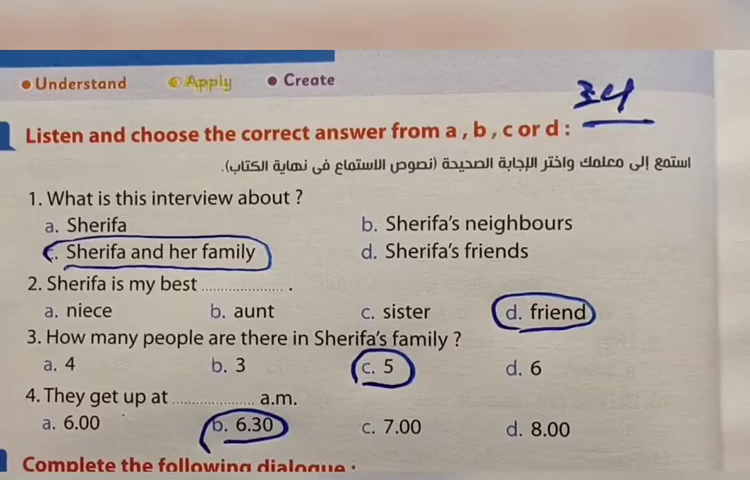 Understand Apply Create
34
Listen and choose the correct answer from a , b , c or d :
استمع إلى معلمك واختر الإجابة الصحيحة (نصوص الاستماع فى نهاية الكتاب).
1. What is this interview about ?
a. Sherifa b. Sherifa's neighbours
c. Sherifa and her family d. Sherifa's friends
2. Sherifa is my best .................... .
a. niece b. aunt c. sister d. friend
3. How many people are there in Sherifa's family ?
a. 4 b. 3 c. 5 d. 6
4. They get up at .................... a.m.
a. 6.00 b. 6.30 c. 7.00 d. 8.00
Complete the following dialogue :